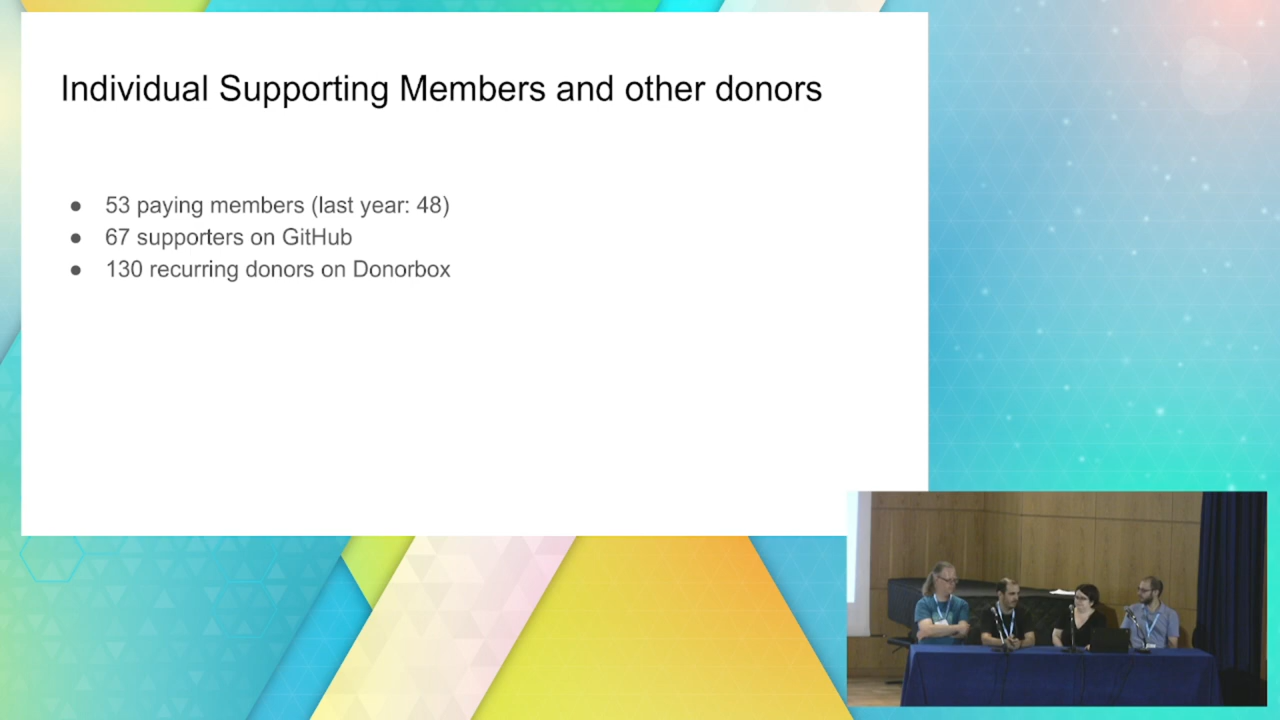 Individual Supporting Members and other donors
● 53 paying members (last year: 48)
● 67 supporters on GitHub
● 130 recurring donors on Donorbox